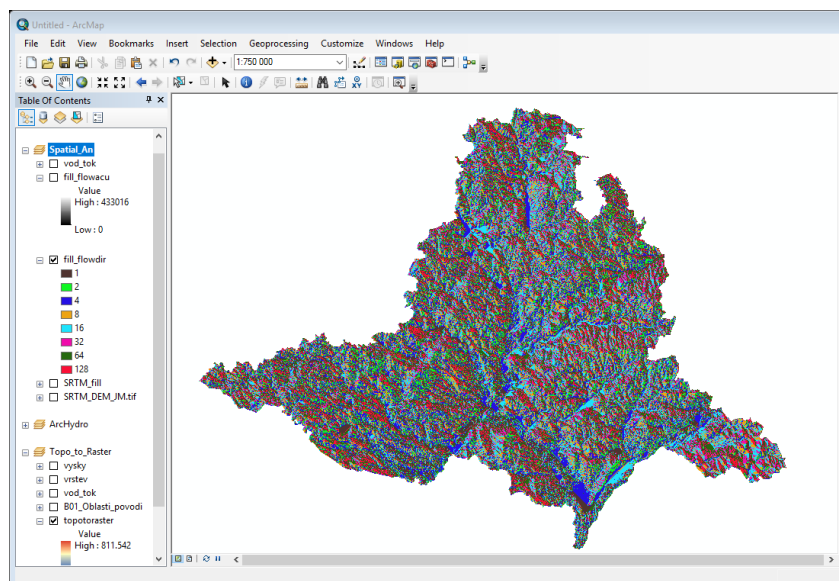 Untitled - ArcMap
File Edit View Bookmarks Insert Selection Geoprocessing Customize Windows Help
1:750 000
Table Of Contents
Spatial_An
vod_tok
fill_flowacu
Value
High : 433016
Low : 0
fill_flowdir
1
2
4
8
16
32
64
128
SRTM_fill
SRTM_DEM_JM.tif
ArcHydro
Topo_to_Raster
vysky
vrstev
vod_tok
B01_Oblasti_povodi
topotoraster
Value
High : 811.542